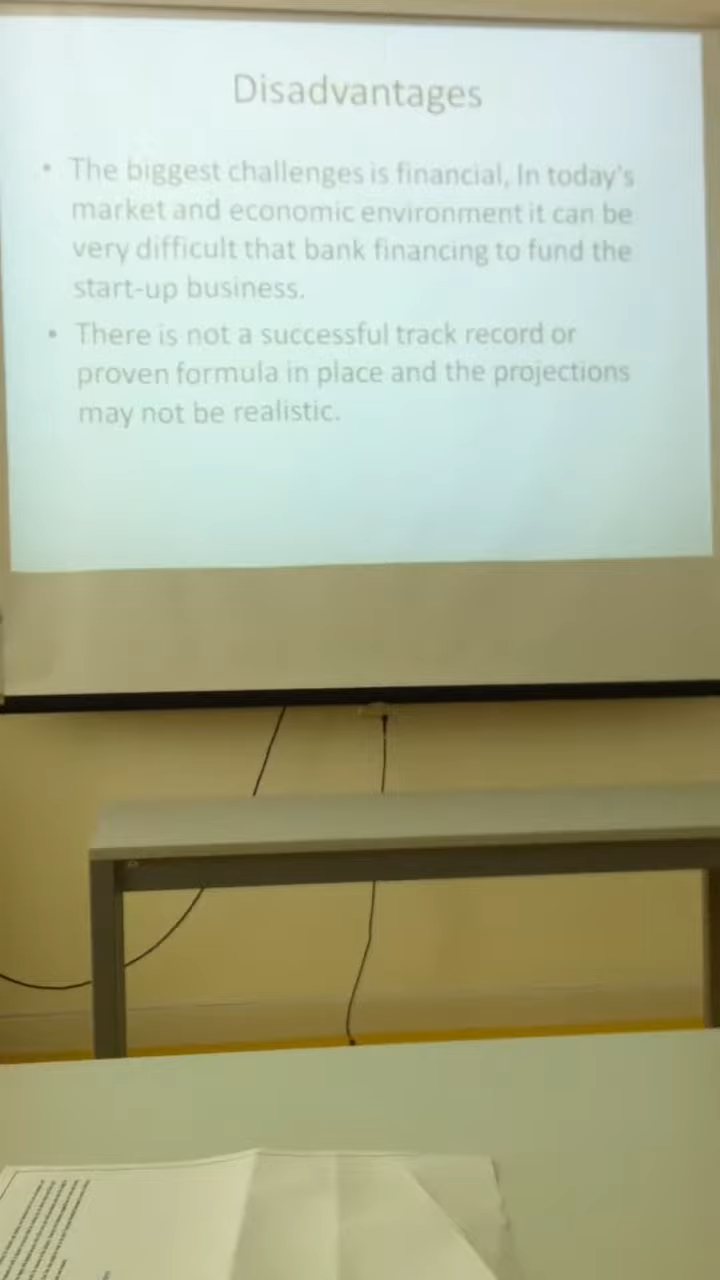 Disadvantages
• The biggest challenges is financial, In today's
market and economic environment it can be
very difficult that bank financing to fund the
start-up business.
• There is not a successful track record or
proven formula in place and the projections
may not be realistic.